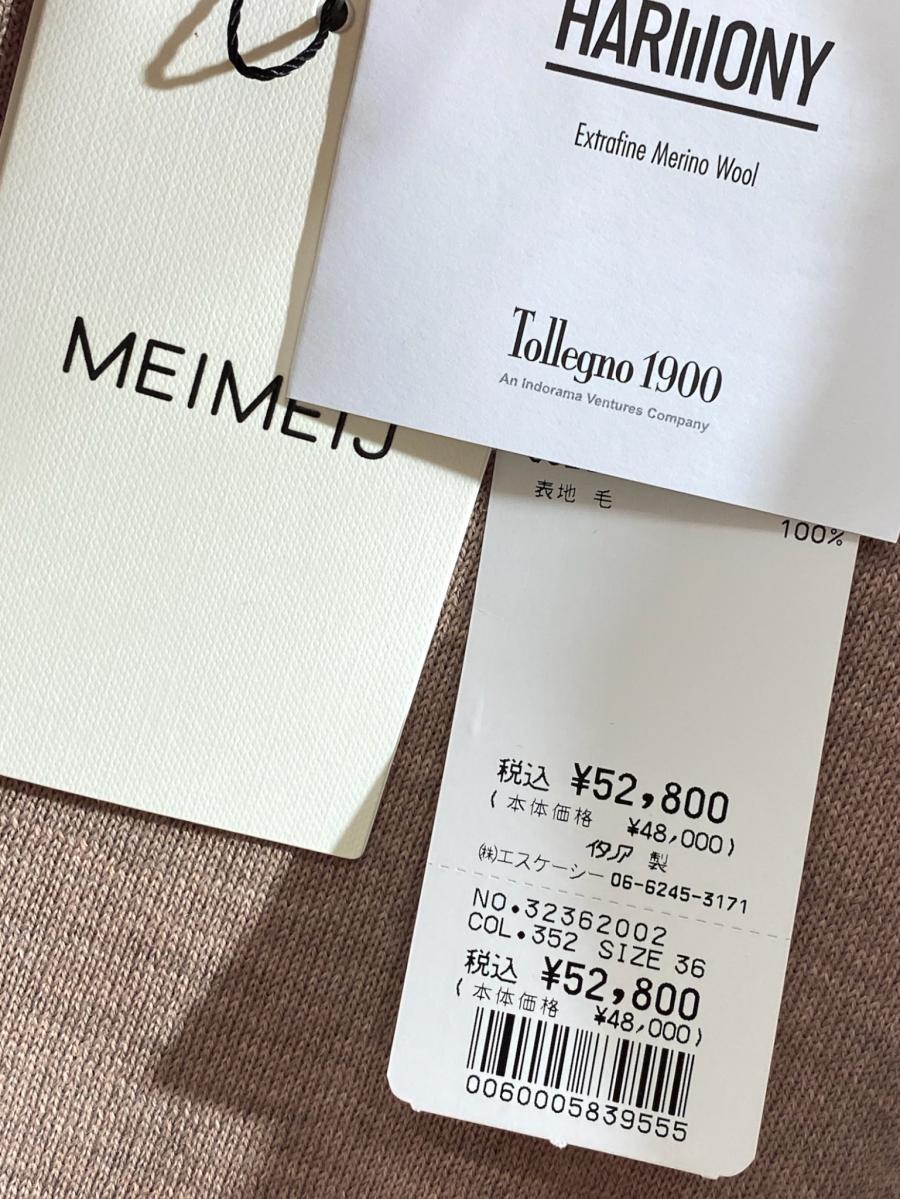 HARMONY
Extrafine Merino Wool
Tollegno 1900
An Indorama Ventures Company
MEIMEIJ
表地 毛
100%
税込 ¥52,800
(本体価格 ¥48,000)
イタリア 製
㈱エスケーシー 06-6245-3171
NO.32362002
COL.352 SIZE 36
税込 ¥52,800
(本体価格 ¥48,000)
0060005839555